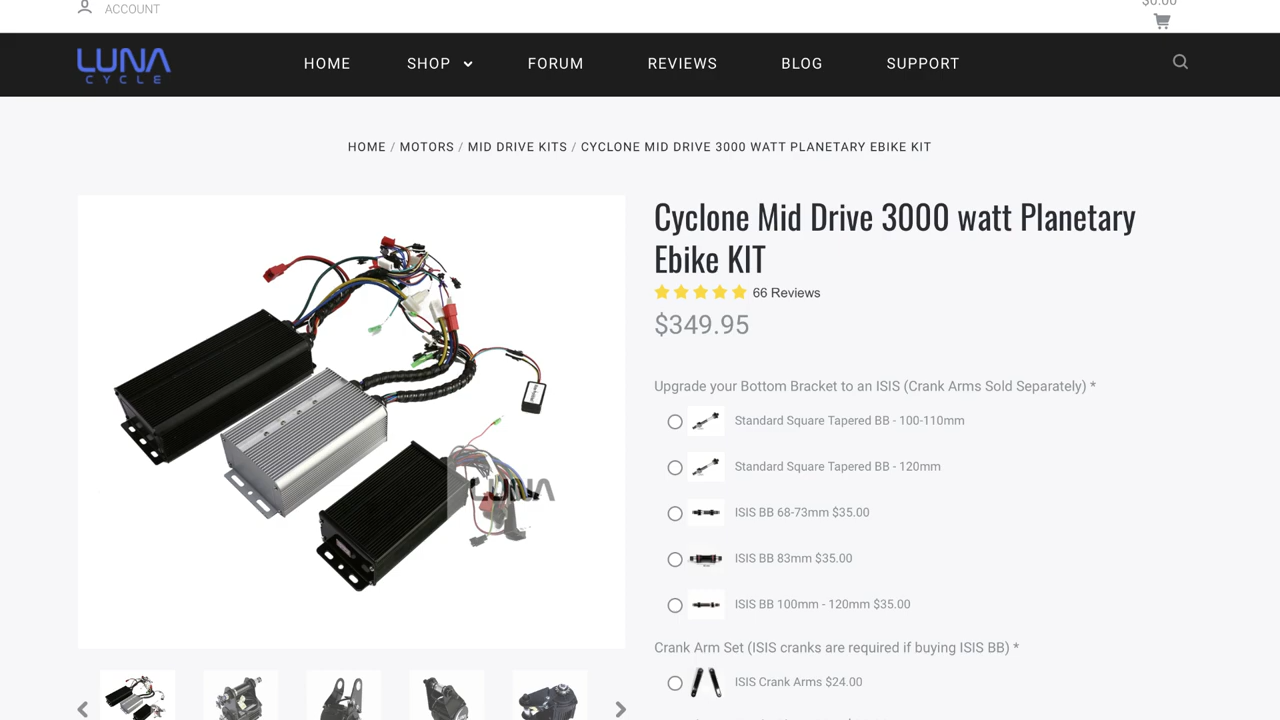 ACCOUNT
$0.00
LUNA
CYCLE
HOME
SHOP
FORUM
REVIEWS
BLOG
SUPPORT
HOME / MOTORS / MID DRIVE KITS / CYCLONE MID DRIVE 3000 WATT PLANETARY EBIKE KIT
LUNA
Cyclone Mid Drive 3000 watt Planetary
Ebike KIT
66 Reviews
$349.95
Upgrade your Bottom Bracket to an ISIS (Crank Arms Sold Separately) *
Standard Square Tapered BB - 100-110mm
Standard Square Tapered BB - 120mm
ISIS BB 68-73mm $35.00
ISIS BB 83mm $35.00
ISIS BB 100mm - 120mm $35.00
Crank Arm Set (ISIS cranks are required if buying ISIS BB) *
ISIS Crank Arms $24.00